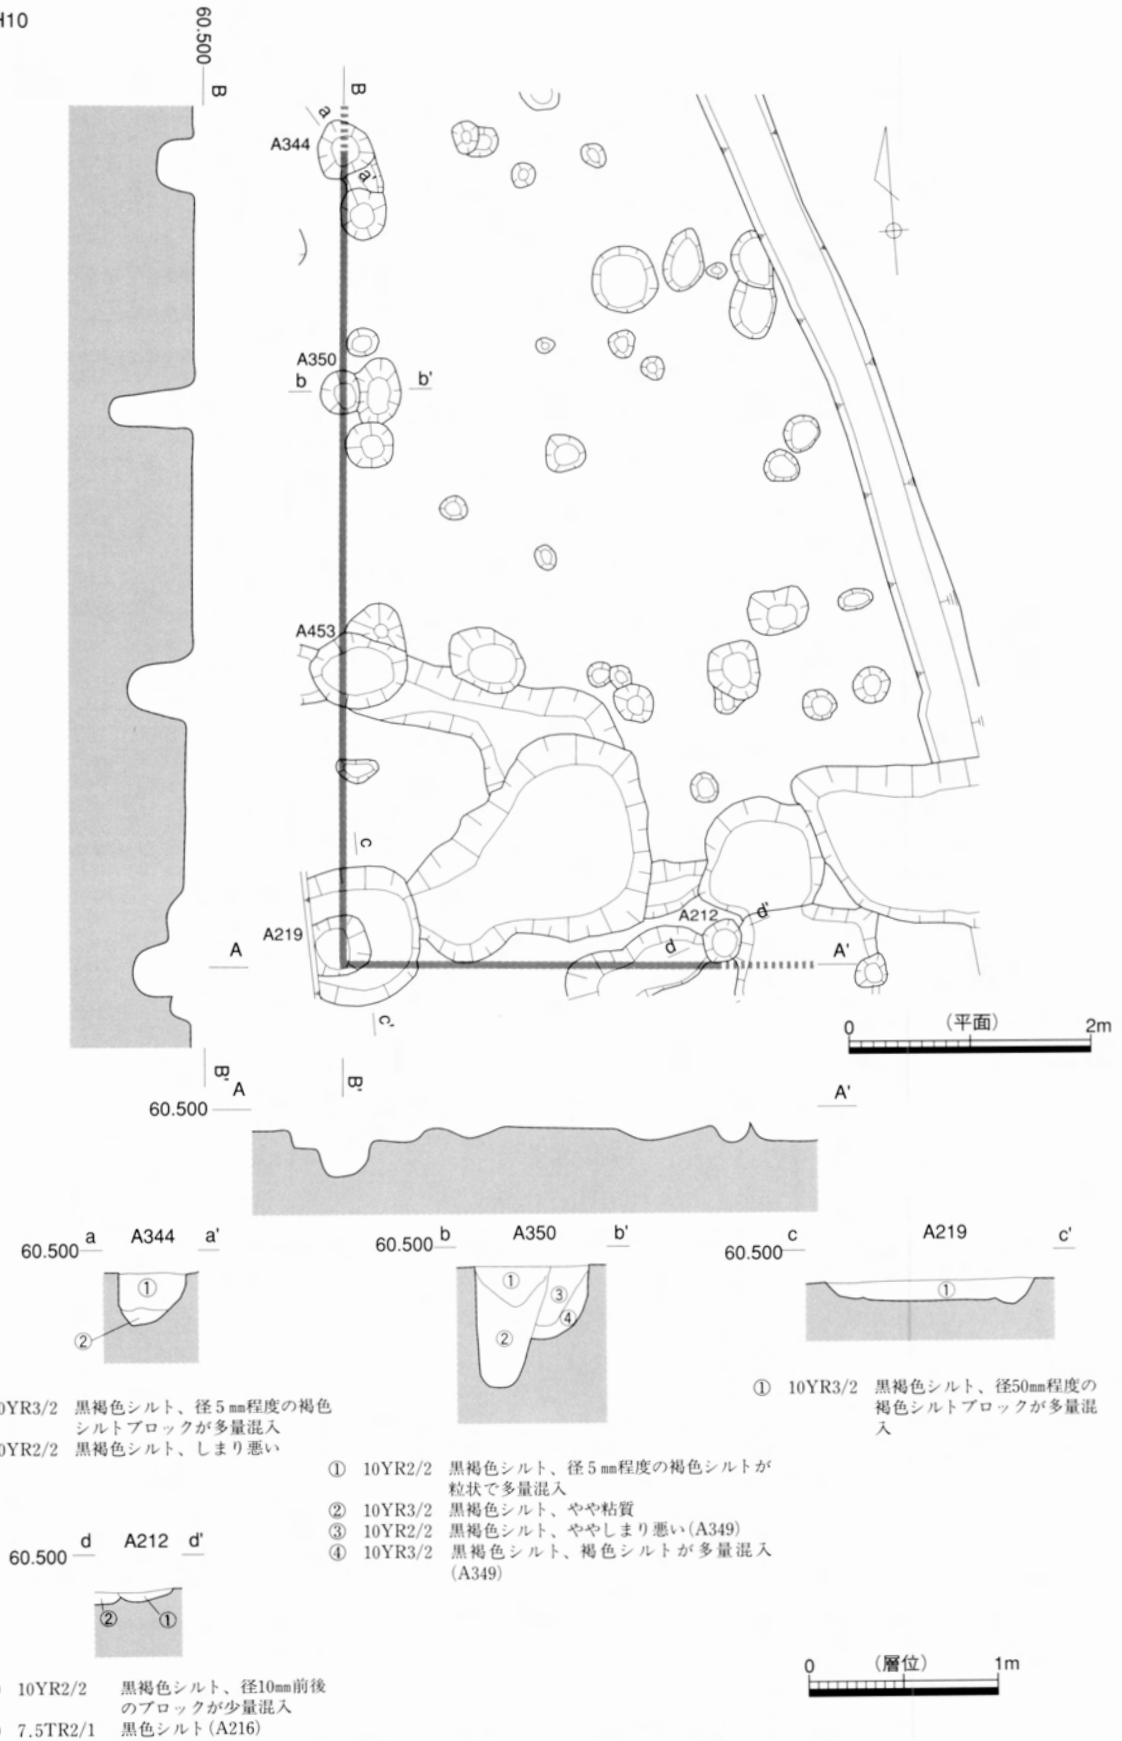 H10
60.500
B
B
a
A344
a'
A350
b
b'
A453
c
A219
A212
d'
d
A
A'
c'
0 (平面) 2m
B'
A
B'
60.500
A'
60.500
a A344 a'
①
②
60.500
b A350 b'
①
③
④
②
60.500
c A219 c'
①
0YR3/2 黒褐色シルト、径5㎜程度の褐色
シルトブロックが多量混入
0YR2/2 黒褐色シルト、しまり悪い
① 10YR3/2 黒褐色シルト、径50㎜程度の
褐色シルトブロックが多量混
入
① 10YR2/2 黒褐色シルト、径5㎜程度の褐色シルトが
粒状で多量混入
② 10YR3/2 黒褐色シルト、やや粘質
③ 10YR2/2 黒褐色シルト、ややしまり悪い(A349)
④ 10YR3/2 黒褐色シルト、褐色シルトが多量混入
(A349)
60.500
d A212 d'
②
①
10YR2/2 黒褐色シルト、径10㎜前後
のブロックが少量混入
7.5TR2/1 黒色シルト(A216)
0 (層位) 1m